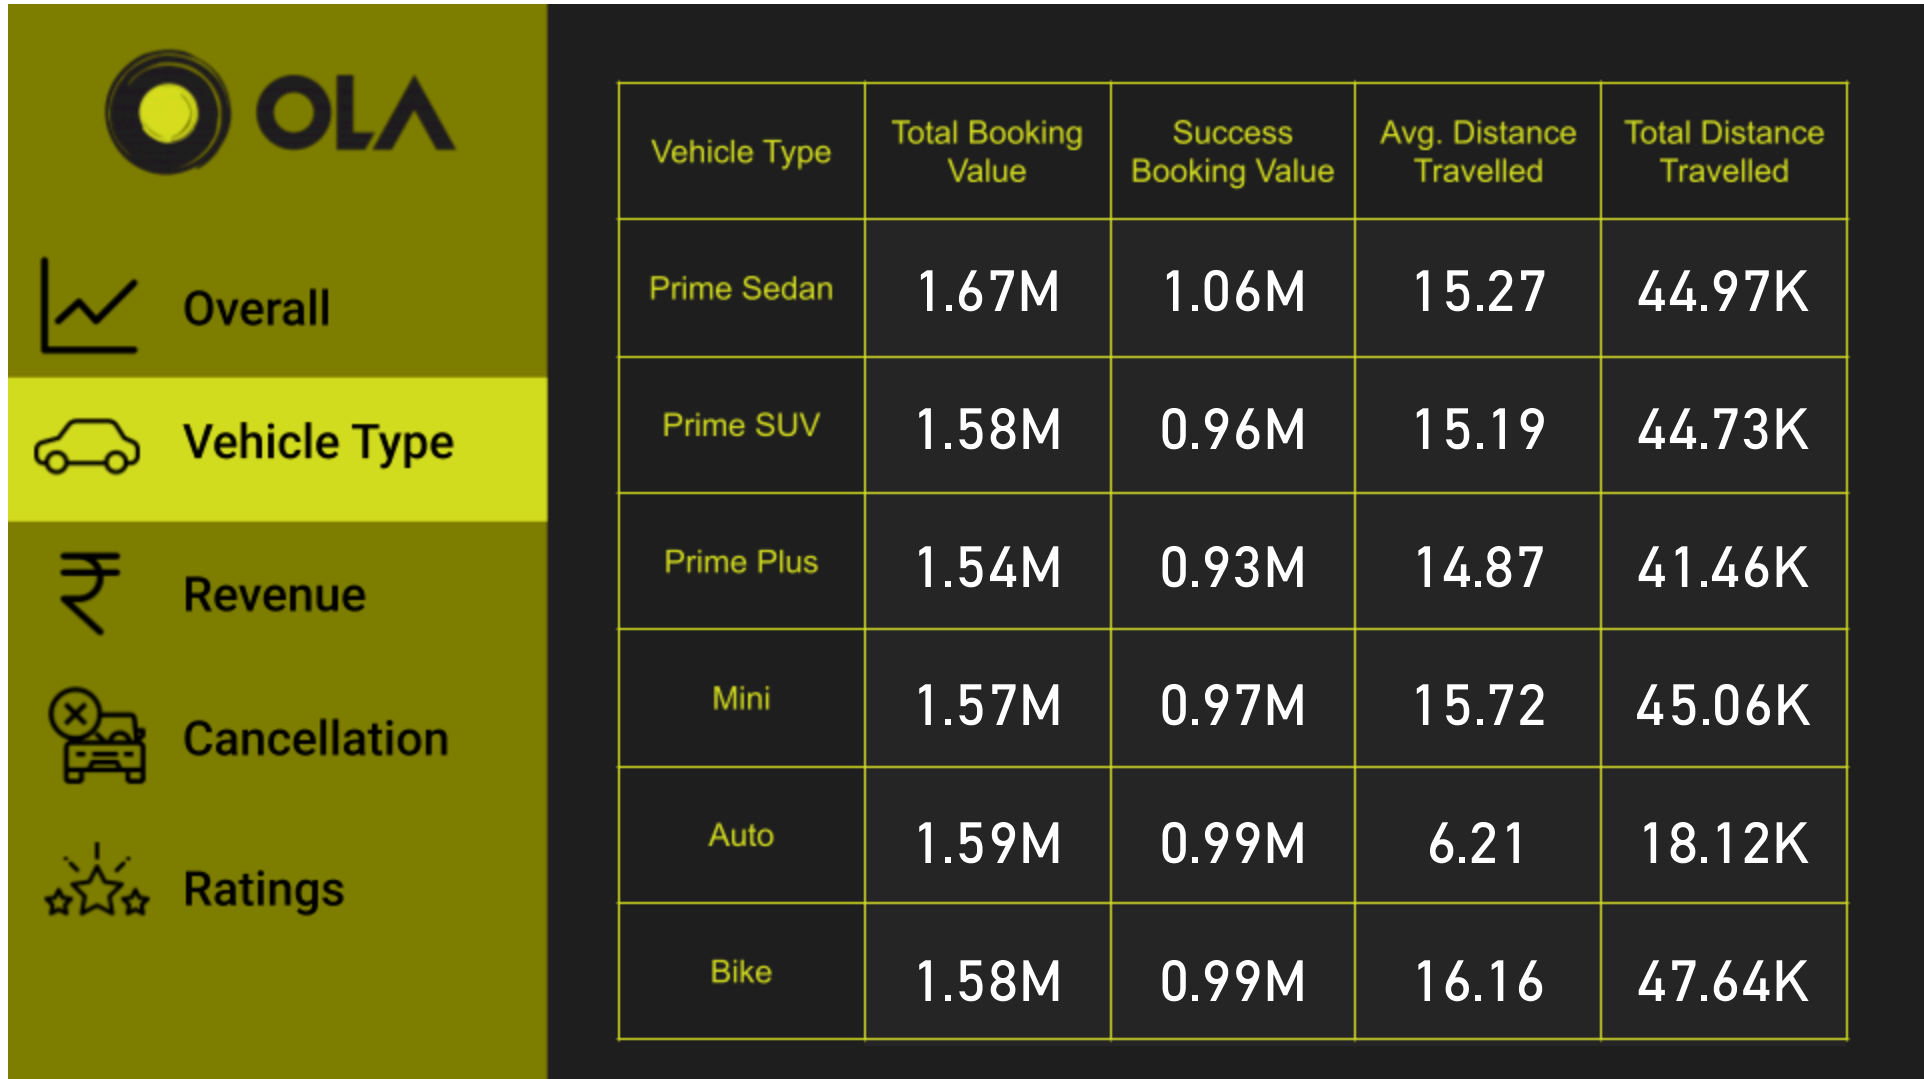 OLA
Overall
Vehicle Type
Revenue
Cancellation
Ratings
Vehicle Type
Total Booking
Value
Success
Booking Value
Avg. Distance
Travelled
Total Distance
Travelled
Prime Sedan 1.67M 1.06M 15.27 44.97K
Prime SUV 1.58M 0.96M 15.19 44.73K
Prime Plus 1.54M 0.93M 14.87 41.46K
Mini 1.57M 0.97M 15.72 45.06K
Auto 1.59M 0.99M 6.21 18.12K
Bike 1.58M 0.99M 16.16 47.64K